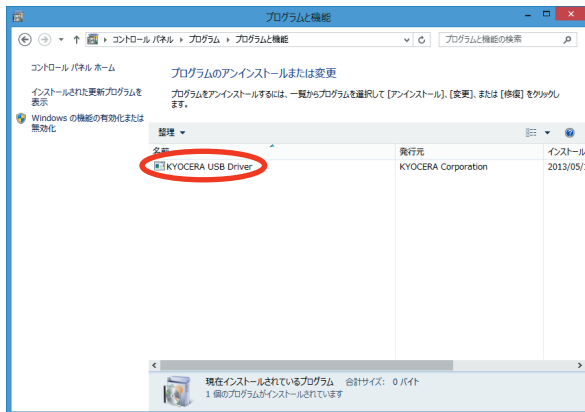 プログラムと機能
コントロール パネル ▸ プログラム ▸ プログラムと機能
プログラムと機能の検索
コントロール パネル ホーム
インストールされた更新プログラムを
表示
Windows の機能の有効化または
無効化
プログラムのアンインストールまたは変更
プログラムをアンインストールするには、一覧からプログラムを選択して [アンインストール]、[変更]、または [修復] をクリックし
ます。
整理
名前 発行元 インストール
KYOCERA USB Driver KYOCERA Corporation 2013/05/
現在インストールされているプログラム 合計サイズ: 0 バイト
1 個のプログラムがインストールされています